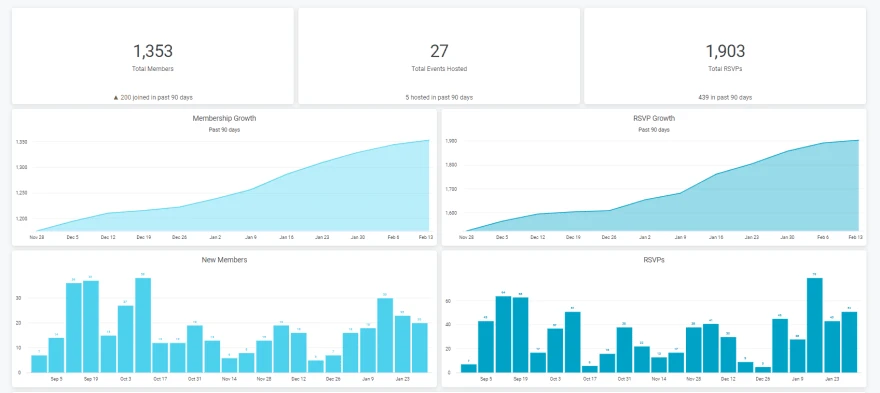 1,353
Total Members
▲ 200 joined in past 90 days
27
Total Events Hosted
5 hosted in past 90 days
1,903
Total RSVPs
439 in past 90 days
Membership Growth
Past 90 days
1,350
1,300
1,250
1,200
Nov 28 Dec 5 Dec 12 Dec 19 Dec 26 Jan 2 Jan 9 Jan 16 Jan 23 Jan 30 Feb 6 Feb 13
RSVP Growth
Past 90 days
1,900
1,800
1,700
1,600
Nov 28 Dec 5 Dec 12 Dec 19 Dec 26 Jan 2 Jan 9 Jan 16 Jan 23 Jan 30 Feb 6 Feb 13
New Members
30
20
10
0
Sep 5 Sep 19 Oct 3 Oct 17 Oct 31 Nov 14 Nov 28 Dec 12 Dec 26 Jan 9 Jan 23
RSVPs
60
40
20
0
Sep 5 Sep 19 Oct 3 Oct 17 Oct 31 Nov 14 Nov 28 Dec 12 Dec 26 Jan 9 Jan 23